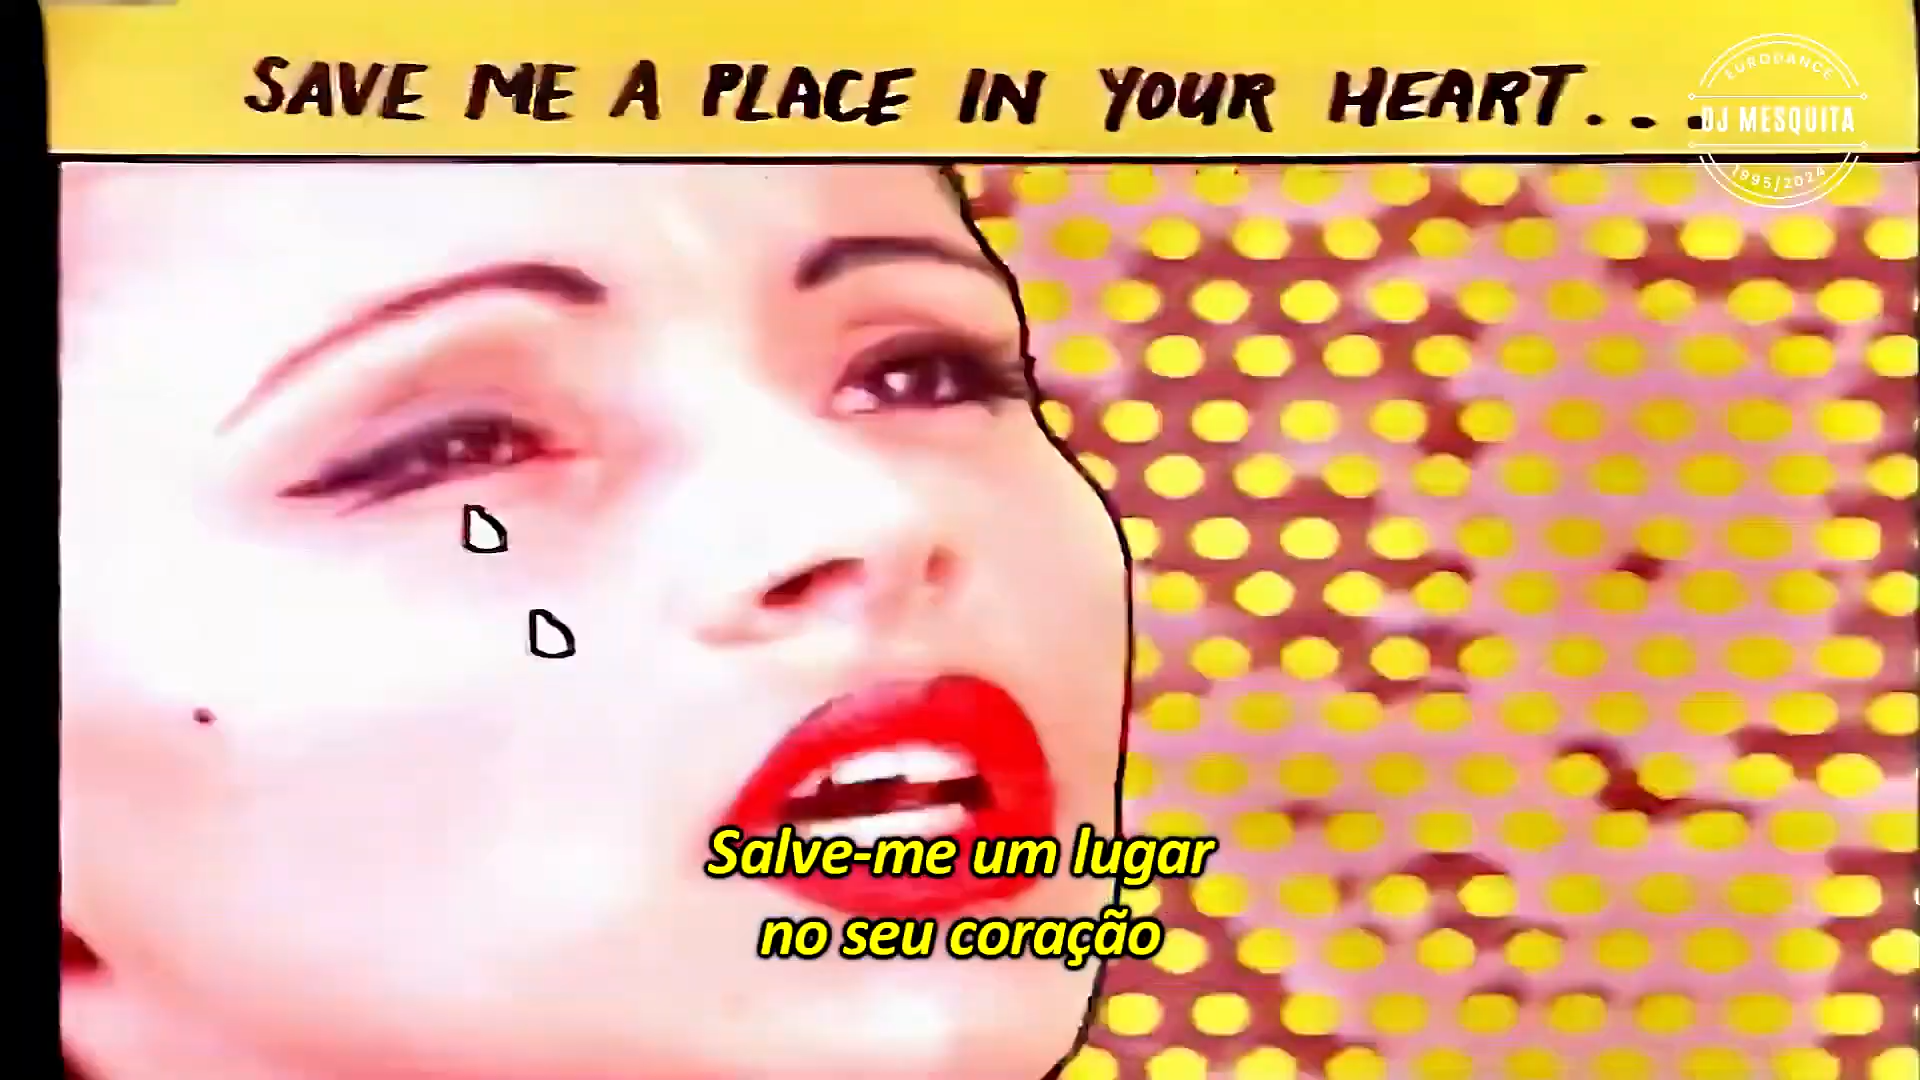 SAVE ME A PLACE IN YOUR HEART...
EURODANCE
DJ MESQUITA
1995/2024
Salve-me um lugar
no seu coração